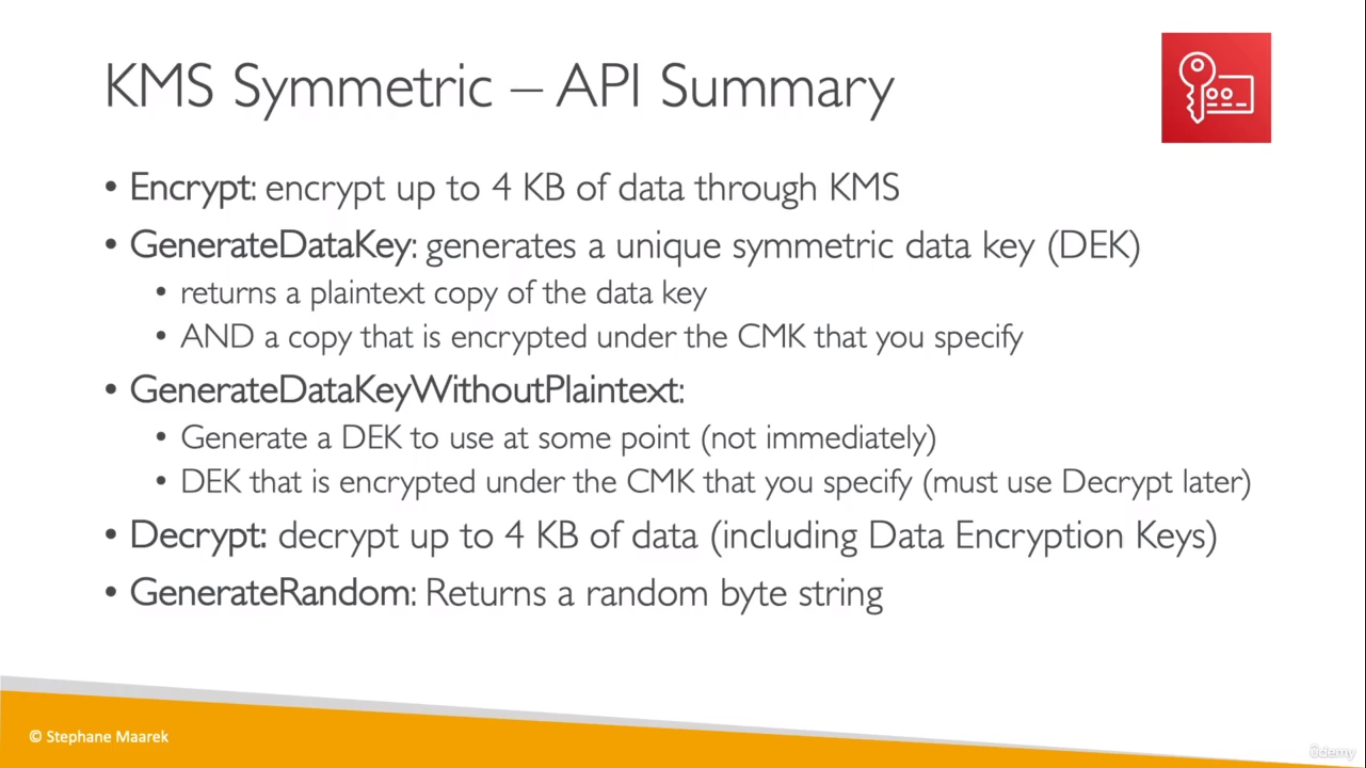 KMS Symmetric – API Summary
• Encrypt: encrypt up to 4 KB of data through KMS
• GenerateDataKey: generates a unique symmetric data key (DEK)
• returns a plaintext copy of the data key
• AND a copy that is encrypted under the CMK that you specify
• GenerateDataKeyWithoutPlaintext:
• Generate a DEK to use at some point (not immediately)
• DEK that is encrypted under the CMK that you specify (must use Decrypt later)
• Decrypt: decrypt up to 4 KB of data (including Data Encryption Keys)
• GenerateRandom: Returns a random byte string
© Stephane Maarek
ûdemy